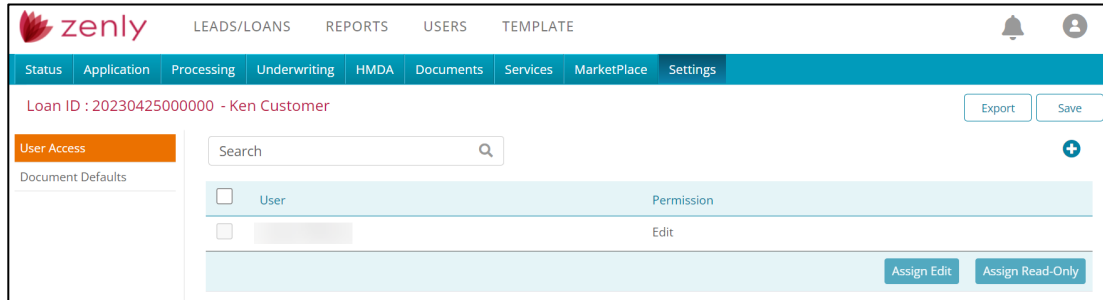 zenly LEADS/LOANS REPORTS USERS TEMPLATE
Status Application Processing Underwriting HMDA Documents Services MarketPlace Settings
Loan ID : 20230425000000 - Ken Customer Export Save
User Access
Search
Document Defaults
User Permission
Edit
Assign Edit Assign Read-Only